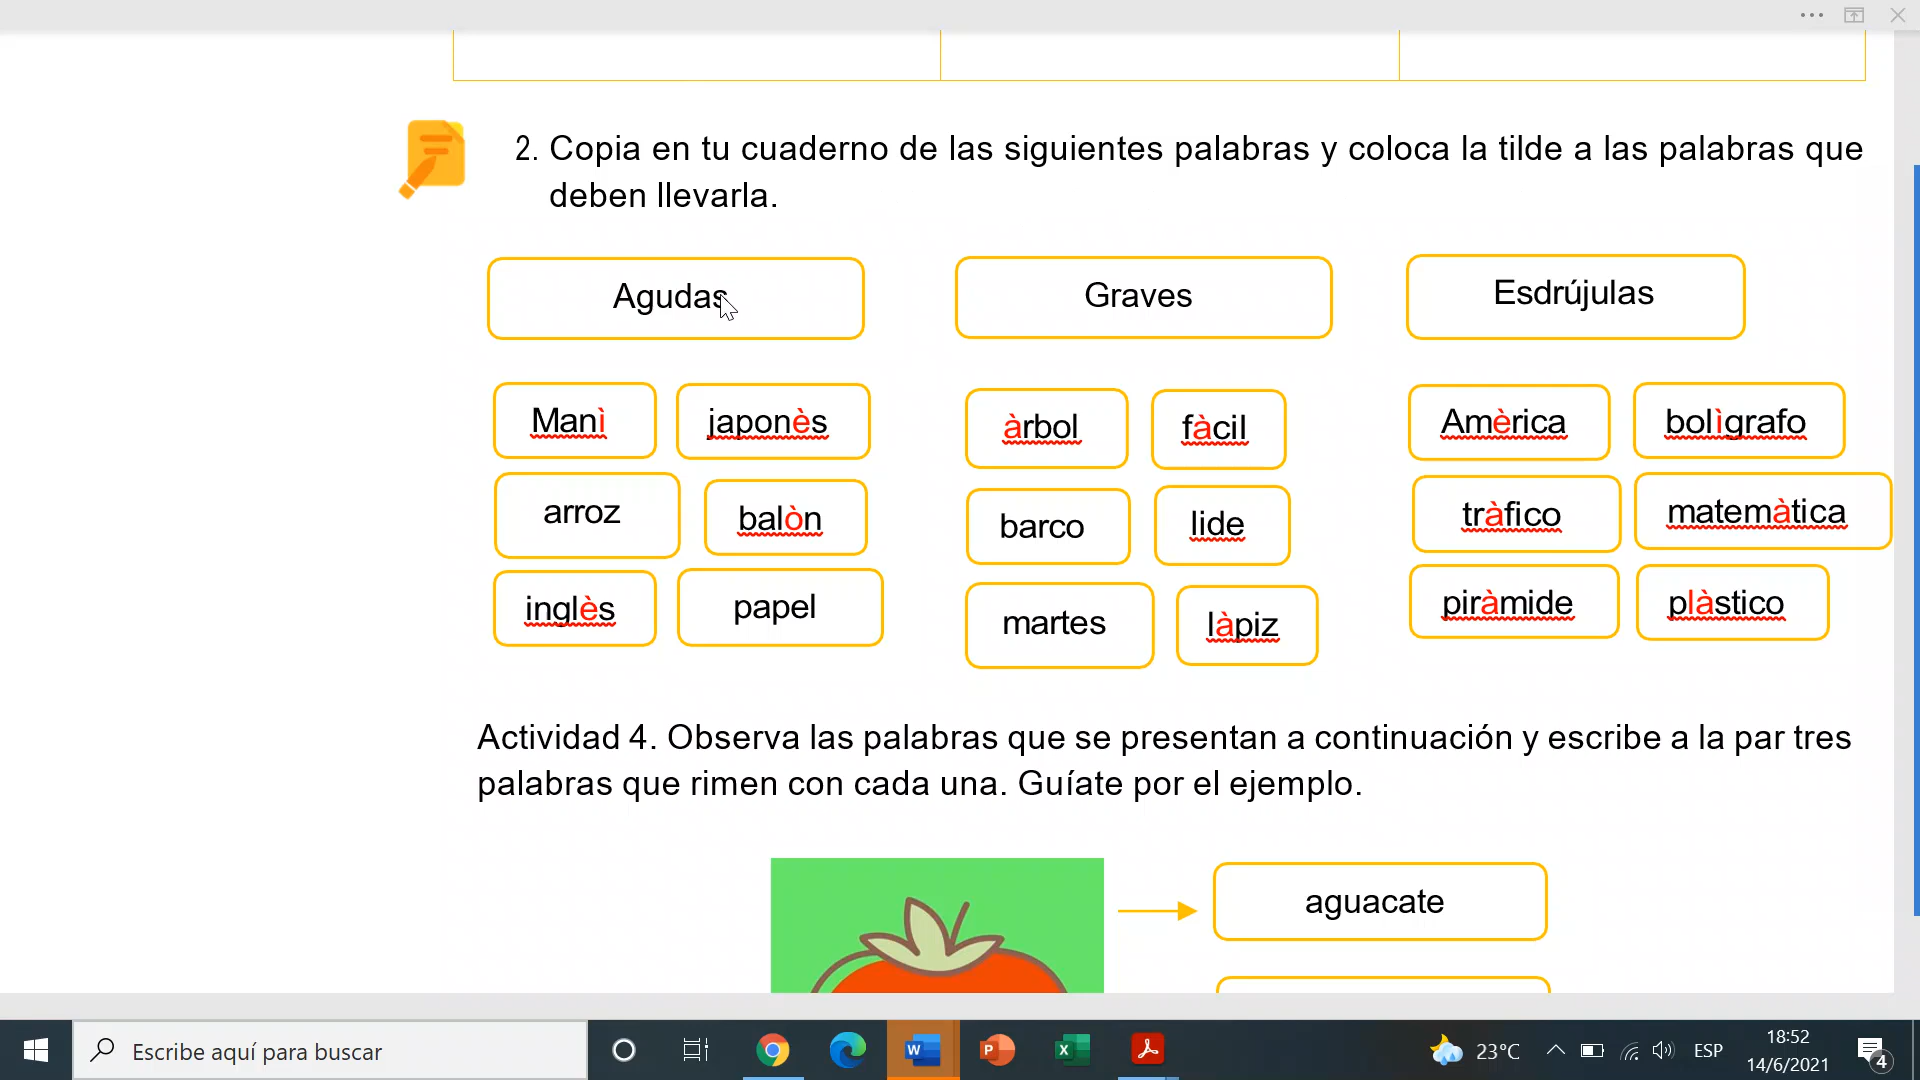 2. Copia en tu cuaderno de las siguientes palabras y coloca la tilde a las palabras que
deben llevarla.
Agudas
Graves
Esdrújulas
Manì
japonès
àrbol
fàcil
Amèrica
bolìgrafo
arroz
balòn
barco
lide
tràfico
matemàtica
inglès
papel
martes
làpiz
piràmide
plàstico
Actividad 4. Observa las palabras que se presentan a continuación y escribe a la par tres
palabras que rimen con cada una. Guíate por el ejemplo.
aguacate
Escribe aquí para buscar
23°C
ESP
18:52
14/6/2021
4